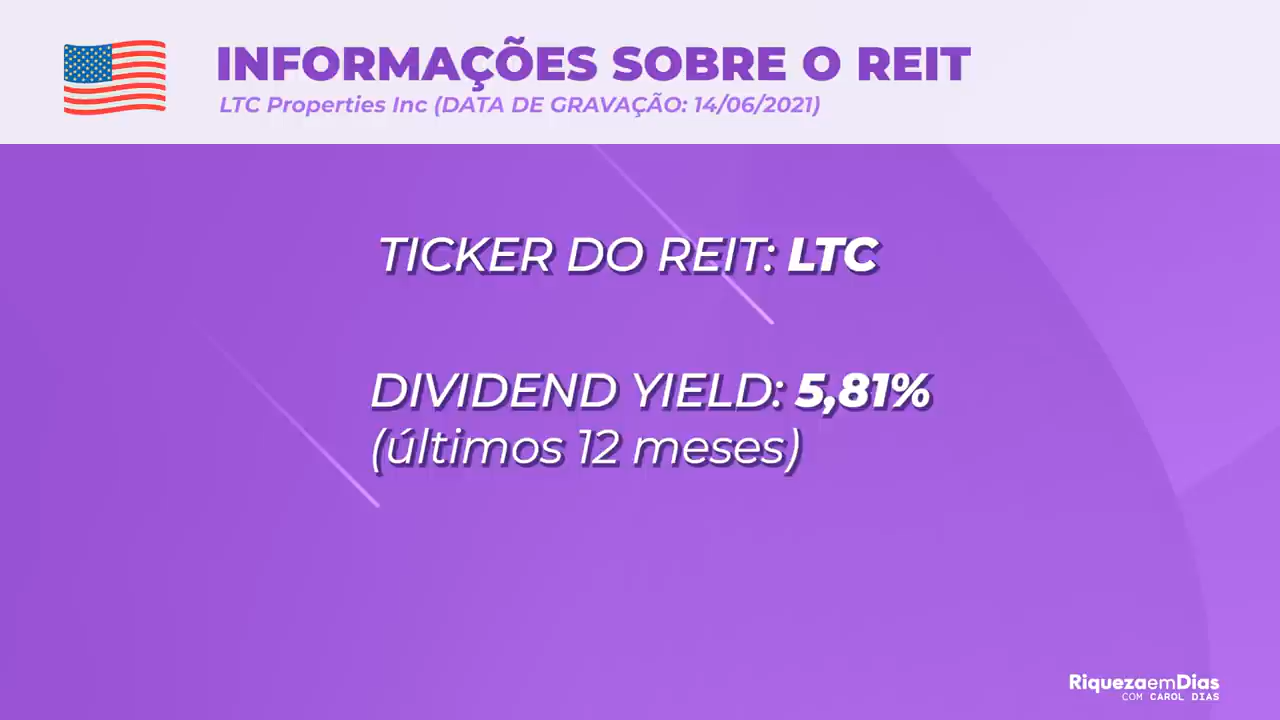 INFORMAÇÕES SOBRE O REIT
LTC Properties Inc (DATA DE GRAVAÇÃO: 14/06/2021)
TICKER DO REIT: LTC
DIVIDEND YIELD: 5,81%
(últimos 12 meses)
RiquezaemDias
COM CAROL DIAS